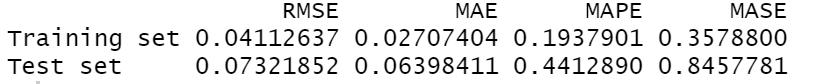 RMSE MAE MAPE MASE
Training set 0.04112637 0.02707404 0.1937901 0.3578800
Test set 0.07321852 0.06398411 0.4412890 0.8457781